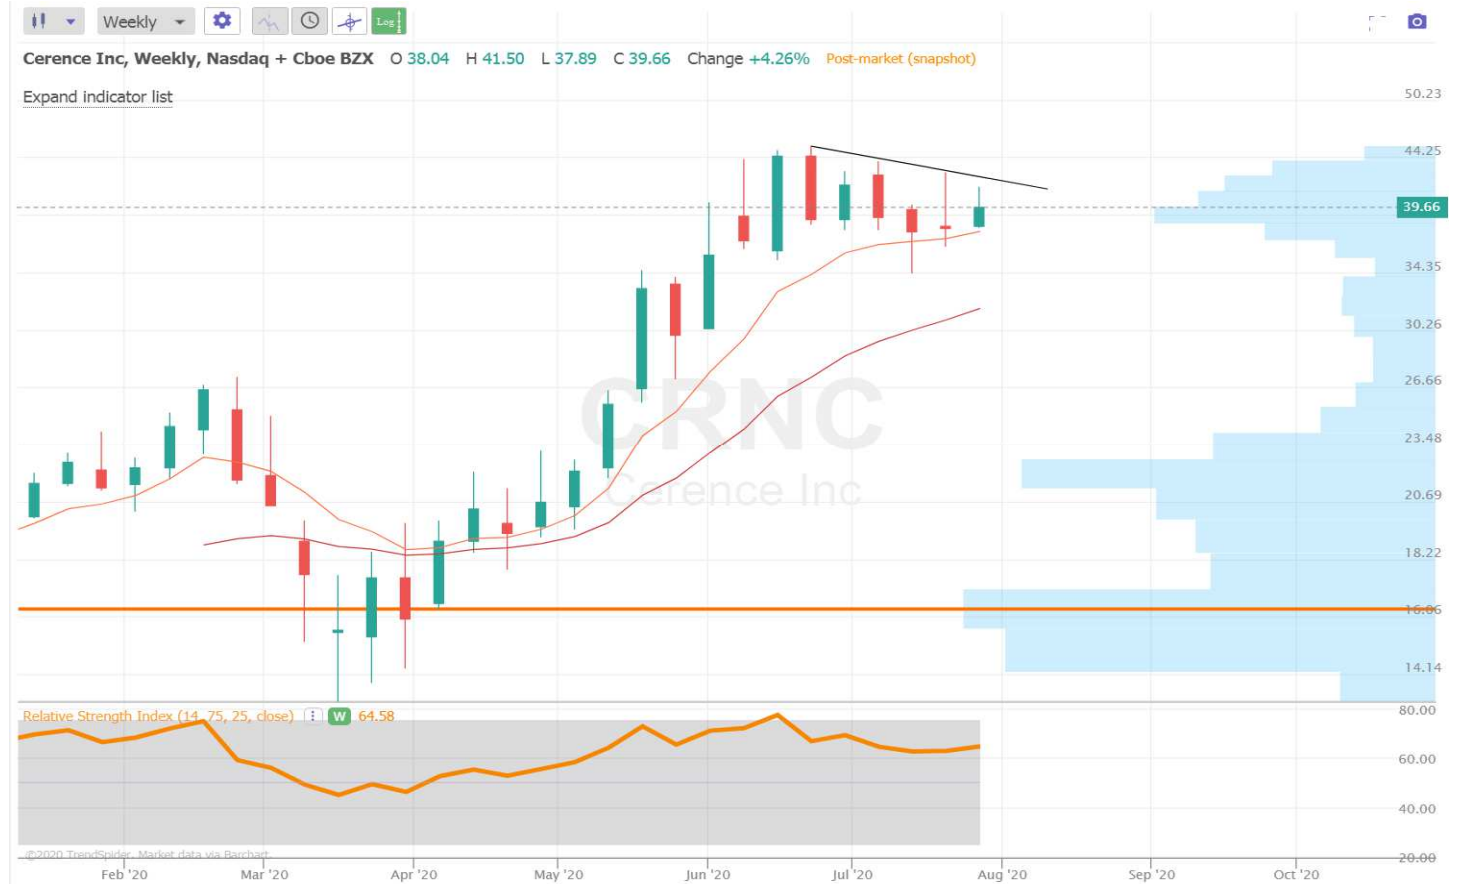 Weekly
Log
Cerence Inc, Weekly, Nasdaq + Cboe BZX O 38.04 H 41.50 L 37.89 C 39.66 Change +4.26% Post-market (snapshot)
Expand indicator list
50.23
44.25
39.66
34.35
30.26
26.66
23.48
20.69
18.22
16.06
14.14
CRNC
Cerence Inc
Relative Strength Index (14, 75, 25, close) W 64.58
80.00
60.00
40.00
20.00
©2020 TrendSpider. Market data via Barchart.
Feb '20 Mar '20 Apr '20 May '20 Jun '20 Jul '20 Aug '20 Sep '20 Oct '20